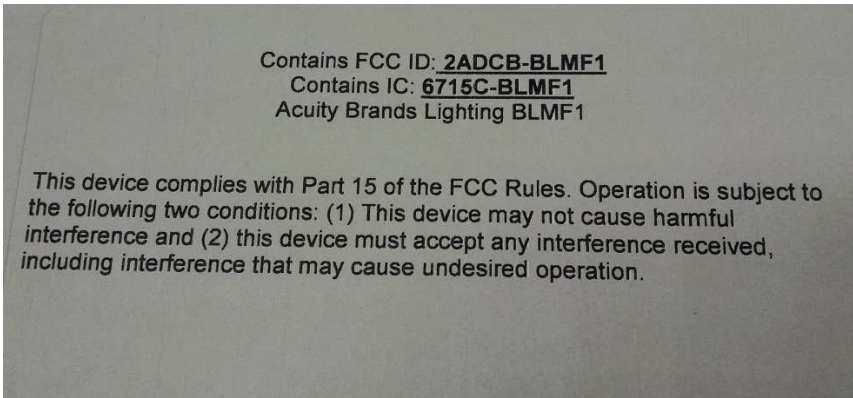 Contains FCC ID: 2ADCB-BLMF1
Contains IC: 6715C-BLMF1
Acuity Brands Lighting BLMF1
This device complies with Part 15 of the FCC Rules. Operation is subject to
the following two conditions: (1) This device may not cause harmful
interference and (2) this device must accept any interference received,
including interference that may cause undesired operation.